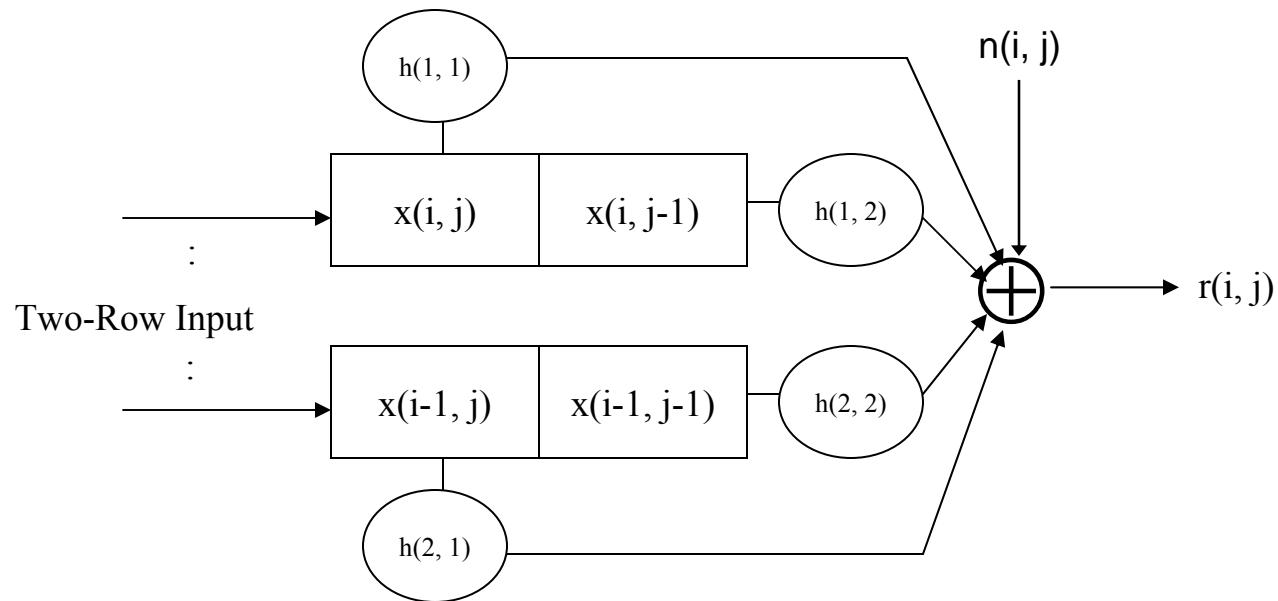 h(1, 1)
n(i, j)
x(i, j)
x(i, j-1)
h(1, 2)
:
Two-Row Input
r(i, j)
:
x(i-1, j)
x(i-1, j-1)
h(2, 2)
h(2, 1)